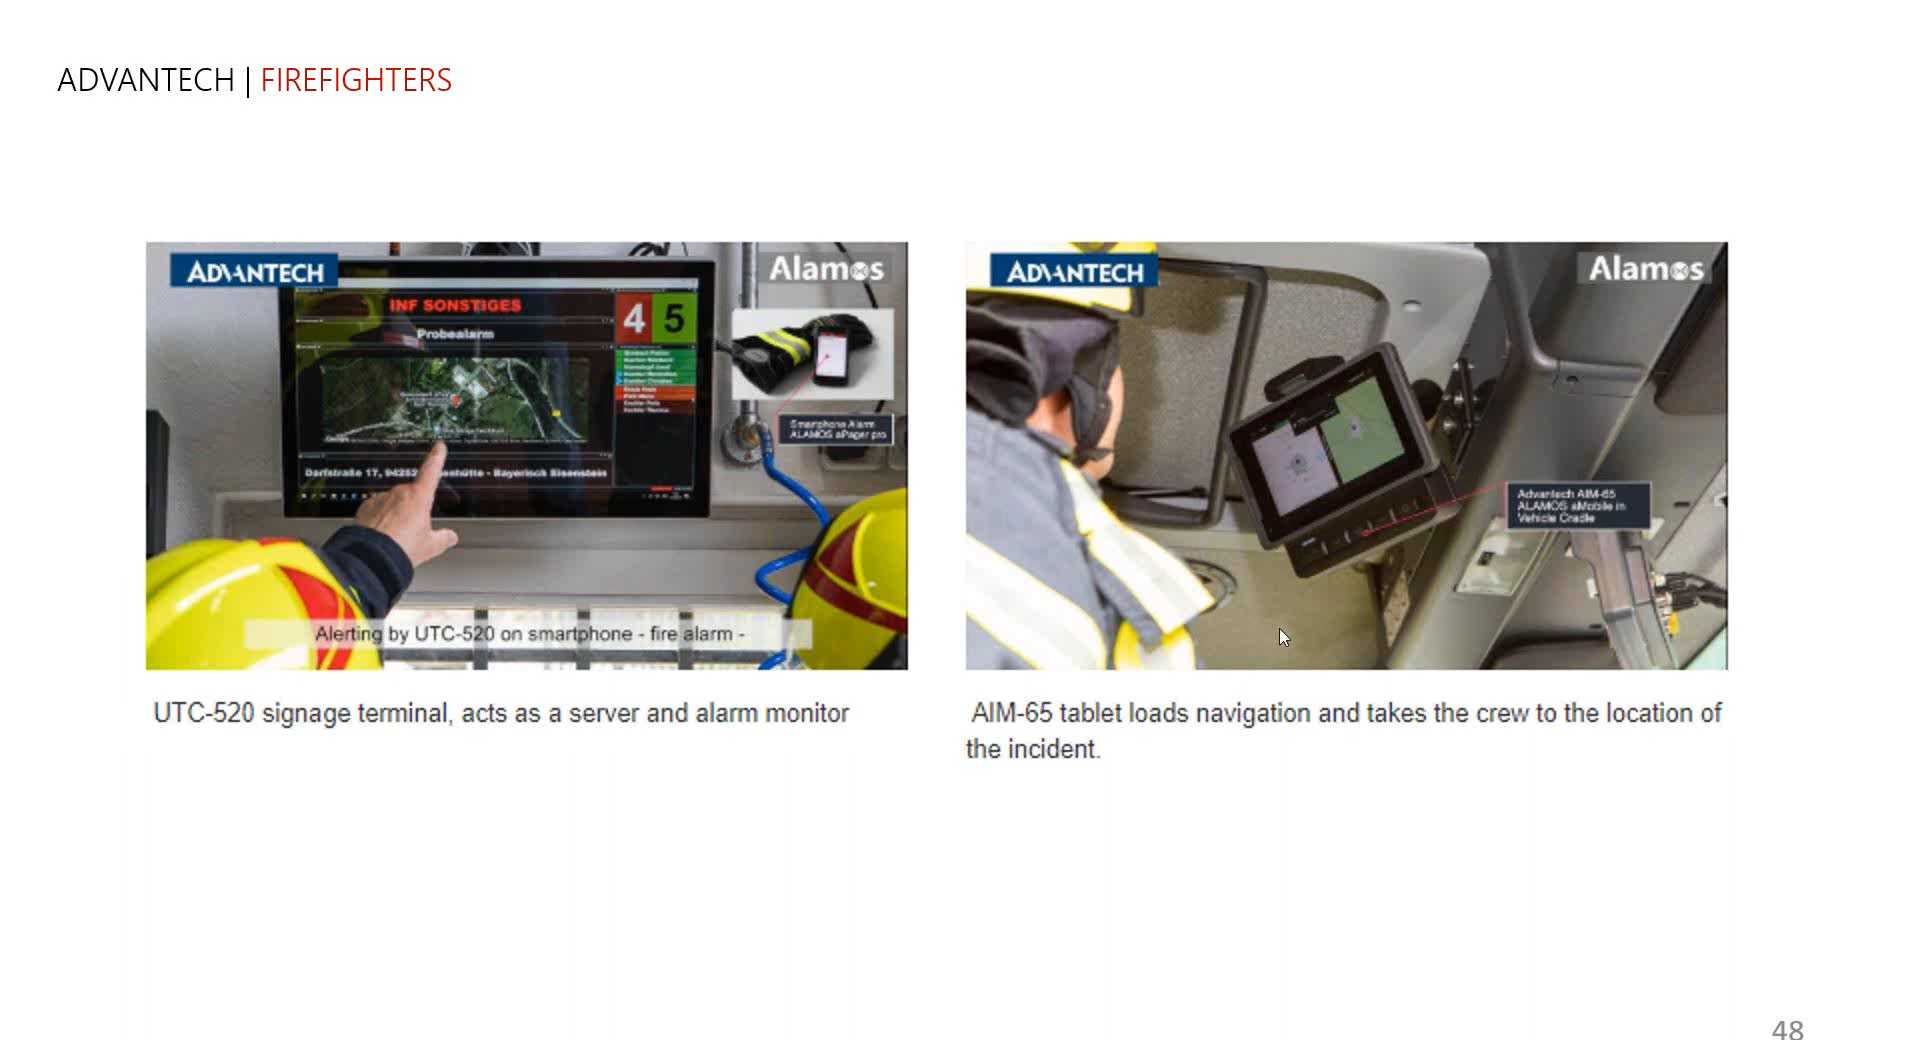 ADVANTECH | FIREFIGHTERS
ADVANTECH
Alamos
INF SONSTIGES
4 5
Probealarm
Smartphone Alarm
ALAMOS aPager pro
Dorfstraße 17, 94252 - Bayerisch Eisenstein
Alerting by UTC-520 on smartphone - fire alarm -
ADVANTECH
Alamos
Advantech AIM-65
ALAMOS aMobile in
Vehicle Cradle
UTC-520 signage terminal, acts as a server and alarm monitor
AIM-65 tablet loads navigation and takes the crew to the location of
the incident.
48